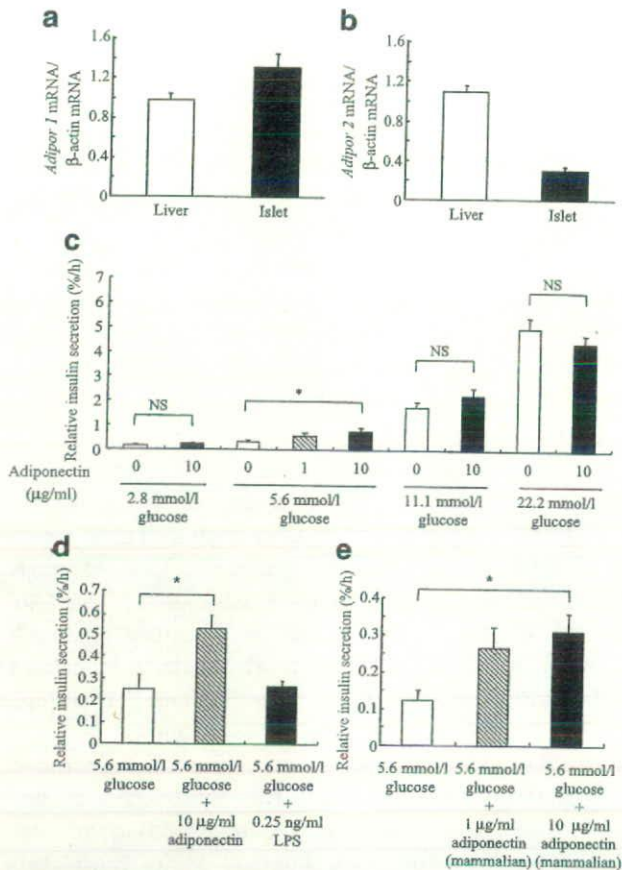 a
1.6
1.2
0.8
0.4
0
Adipor 1 mRNA/
β-actin mRNA
Liver Islet
b
1.6
1.2
0.8
0.4
0
Adipor 2 mRNA/
β-actin mRNA
Liver Islet
c
Relative insulin secretion (%/h)
7
6
5
4
3
2
1
0
NS
*
NS
NS
Adiponectin
(μg/ml)
0 10 0 1 10 0 10 0 10
2.8 mmol/l
glucose
5.6 mmol/l
glucose
11.1 mmol/l
glucose
22.2 mmol/l
glucose
d
Relative insulin secretion (%/h)
0.7
0.6
0.5
0.4
0.3
0.2
0.1
0
*
5.6 mmol/l
glucose
5.6 mmol/l
glucose
+
10 μg/ml
adiponectin
5.6 mmol/l
glucose
+
0.25 ng/ml
LPS
e
Relative insulin secretion (%/h)
0.4
0.3
0.2
0.1
0
*
5.6 mmol/l
glucose
5.6 mmol/l
glucose
+
1 μg/ml
adiponectin
(mammalian)
5.6 mmol/l
glucose
+
10 μg/ml
adiponectin
(mammalian)